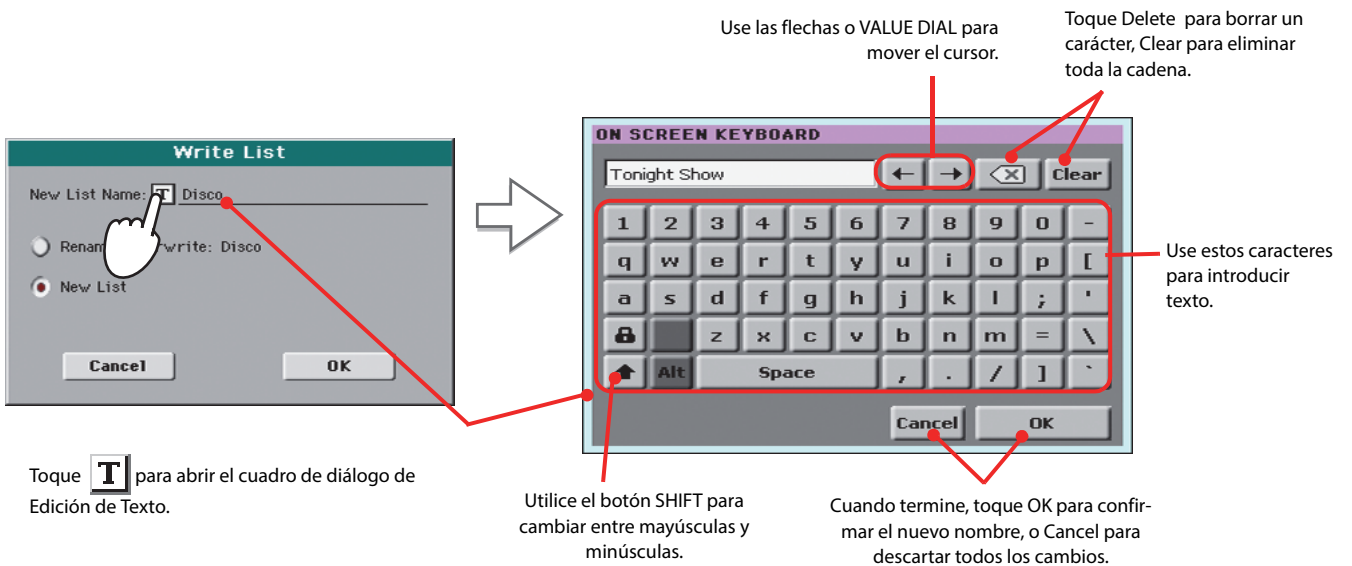 Use las flechas o VALUE DIAL para
mover el cursor.
Toque Delete para borrar un
carácter, Clear para eliminar
toda la cadena.
Write List
New List Name: T Disco
Renam write: Disco
New List
Cancel OK
Toque T para abrir el cuadro de diálogo de
Edición de Texto.
ON SCREEN KEYBOARD
Tonight Show ← → ⌫ Clear
1 2 3 4 5 6 7 8 9 0 -
q w e r t y u i o p [
a s d f g h j k l ; '
z x c v b n m = \
Alt Space , . / ] `
Cancel OK
Use estos caracteres
para introducir
texto.
Utilice el botón SHIFT para
cambiar entre mayúsculas y
minúsculas.
Cuando termine, toque OK para confir-
mar el nuevo nombre, o Cancel para
descartar todos los cambios.